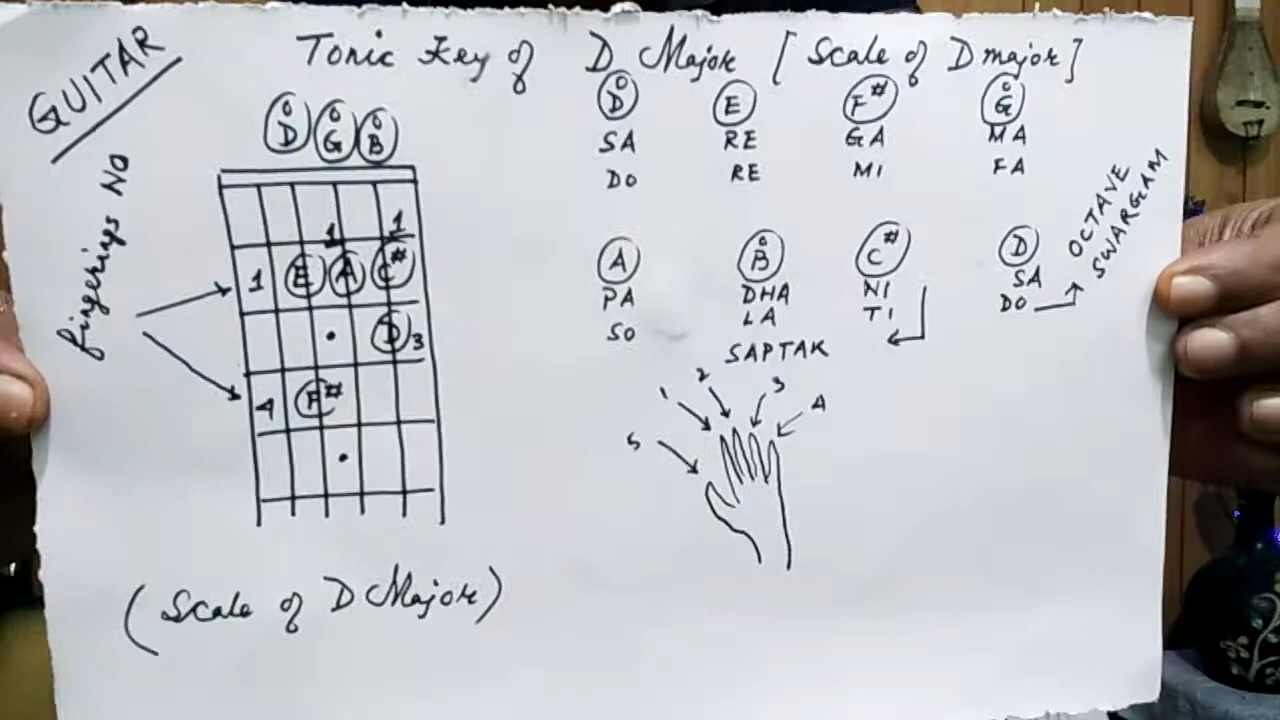 GUITAR
Tonic Key of D Major [Scale of D major]
D G B
D E F# G
SA RE GA MA
DO RE MI FA
fingerings No
1 1
1 E A C#
D 3
4 F#
A B C# D
PA DHA NI SA
SO LA TI DO
OCTAVE
SWARGAM
SAPTAK
1 2 3 4
5
(Scale of D Major)